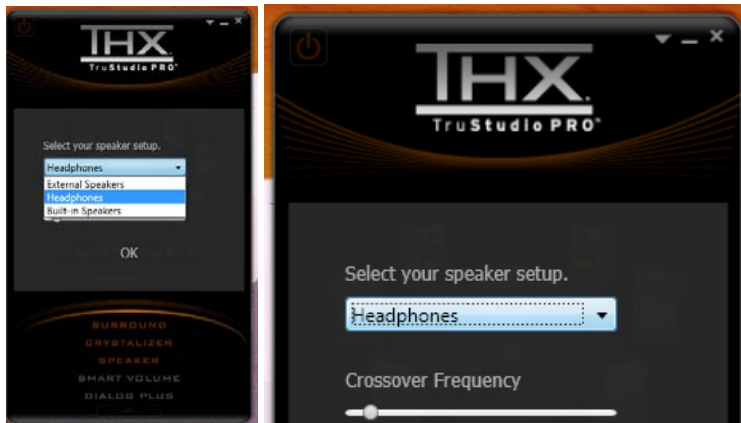 THX
TruStudio PRO
Select your speaker setup.
Headphones
External Speakers
Headphones
Built-in Speakers
OK
SURROUND
CRYSTALIZER
SPEAKER
SMART VOLUME
DIALOG PLUS
THX
TruStudio PRO
Select your speaker setup.
Headphones
Crossover Frequency